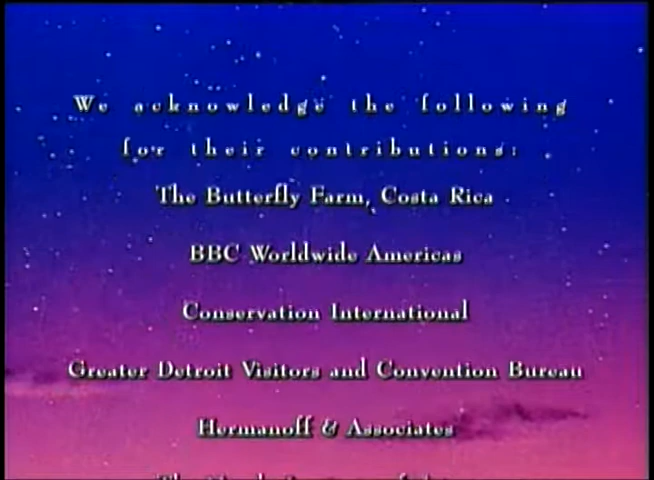 We acknowledge the following
for their contributions:
The Butterfly Farm, Costa Rica
BBC Worldwide Americas
Conservation International
Greater Detroit Visitors and Convention Bureau
Hermanoff & Associates